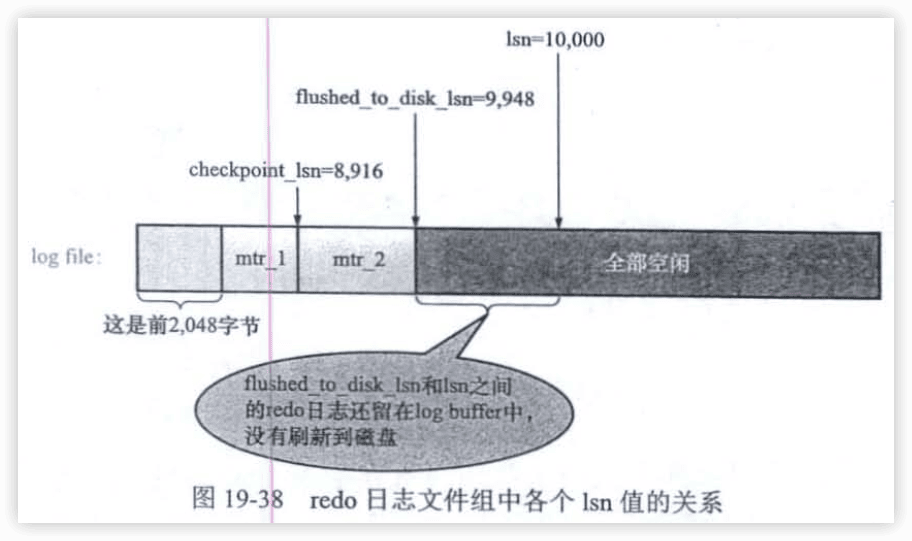 lsn=10,000
flushed_to_disk_lsn=9,948
checkpoint_lsn=8,916
log file:
mtr_1
mtr_2
全部空闲
这是前2,048字节
flushed_to_disk_lsn和lsn之间
的redo日志还留在log buffer中，
没有刷新到磁盘
图 19-38 redo 日志文件组中各个 lsn 值的关系